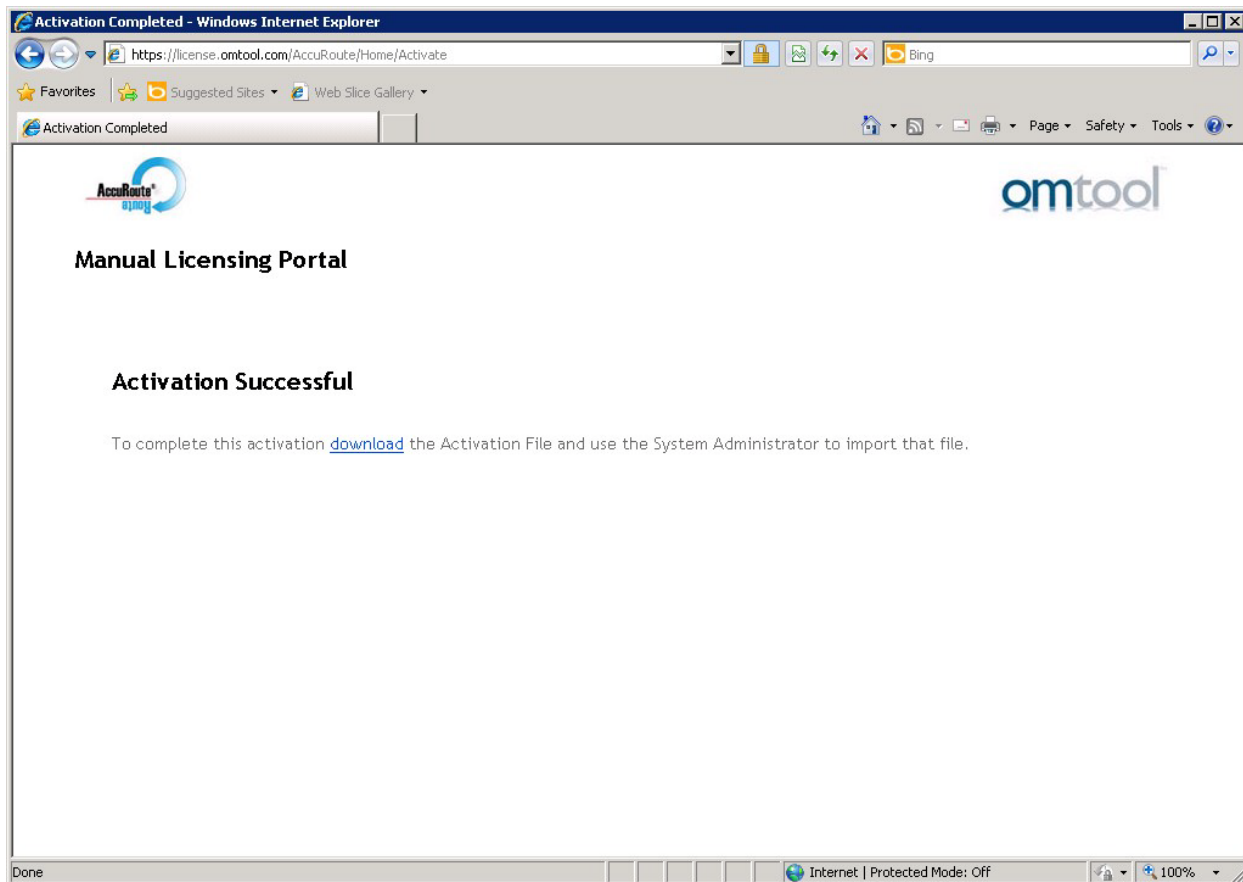 Activation Completed - Windows Internet Explorer
https://license.omtool.com/AccuRoute/Home/Activate
Bing
Favorites
Suggested Sites
Web Slice Gallery
Activation Completed
Page
Safety
Tools
AccuRoute®
Route
omtool
Manual Licensing Portal
Activation Successful
To complete this activation download the Activation File and use the System Administrator to import that file.
Done
Internet | Protected Mode: Off
100%